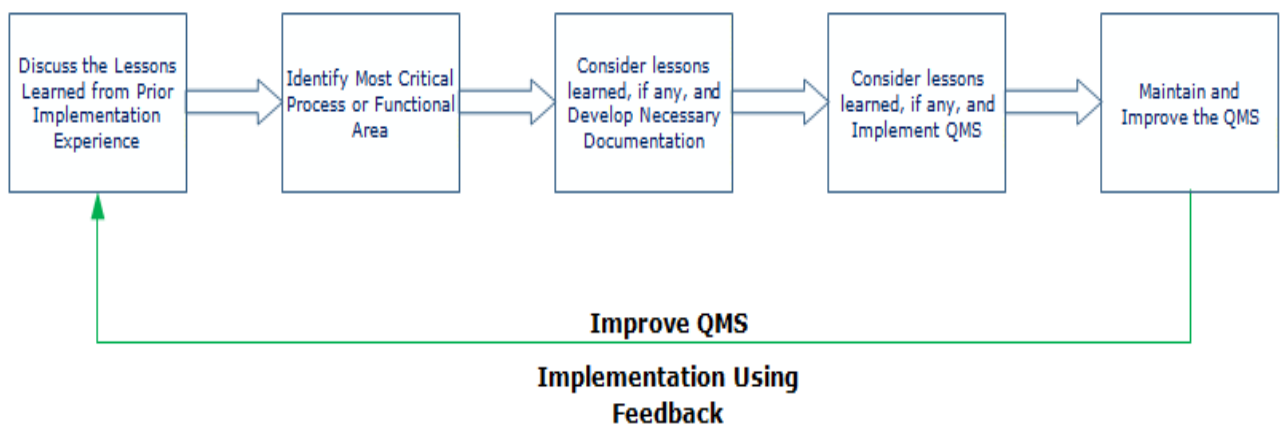 Discuss the Lessons
Learned from Prior
Implementation
Experience
Identify Most Critical
Process or Functional
Area
Consider lessons
learned, if any, and
Develop Necessary
Documentation
Consider lessons
learned, if any, and
Implement QMS
Maintain and
Improve the QMS
Improve QMS
Implementation Using
Feedback